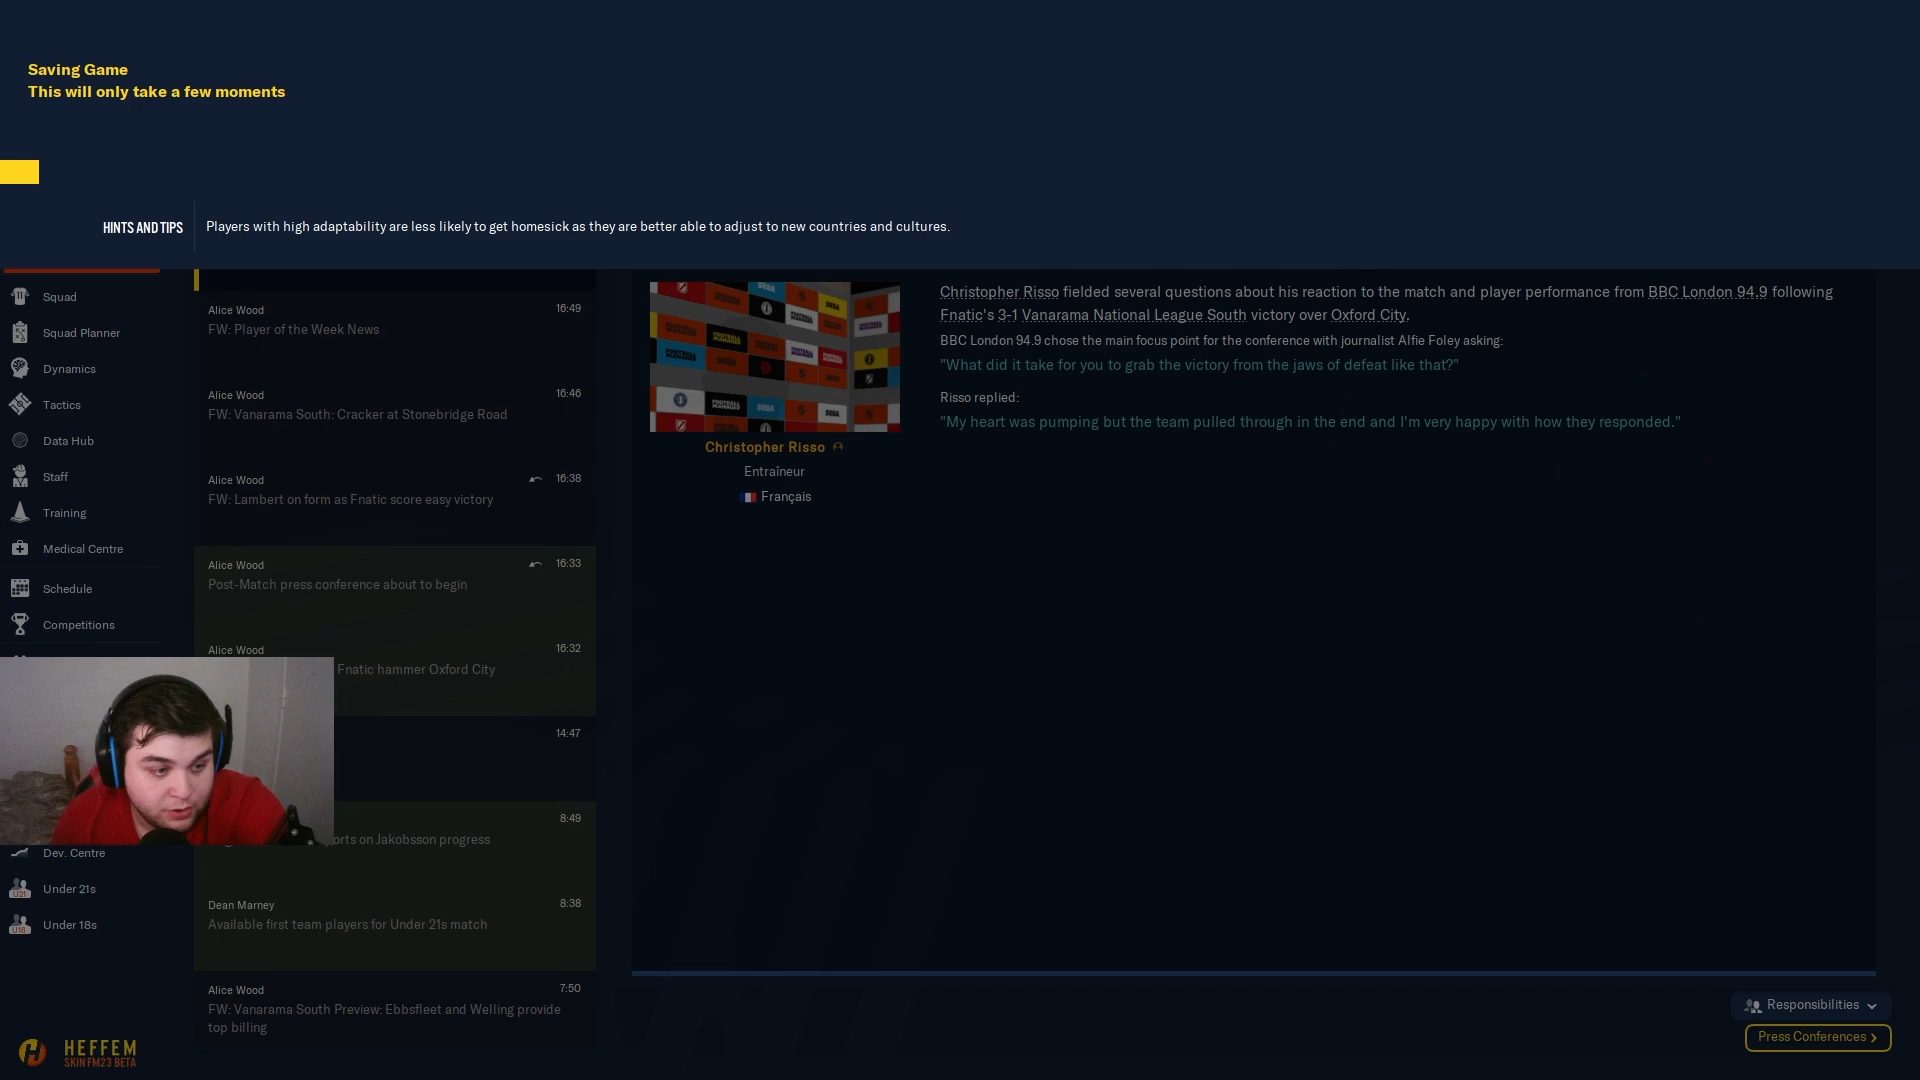 Saving Game
This will only take a few moments
HINTS AND TIPS
Players with high adaptability are less likely to get homesick as they are better able to adjust to new countries and cultures.
Squad
Squad Planner
Dynamics
Tactics
Data Hub
Staff
Training
Medical Centre
Schedule
Competitions
Dev. Centre
Under 21s
Under 18s
HEFFEM
SKIN FM23 BETA
Alice Wood 16:49
FW: Player of the Week News
Alice Wood 16:46
FW: Vanarama South: Cracker at Stonebridge Road
Alice Wood 16:38
FW: Lambert on form as Fnatic score easy victory
Alice Wood 16:33
Post-Match press conference about to begin
Alice Wood 16:32
Fnatic hammer Oxford City
14:47
8:49
on Jakobsson progress
Dean Marney 8:38
Available first team players for Under 21s match
Alice Wood 7:50
FW: Vanarama South Preview: Ebbsfleet and Welling provide
top billing
Christopher Risso
Entraîneur
Français
Christopher Risso fielded several questions about his reaction to the match and player performance from BBC London 94.9 following
Fnatic's 3-1 Vanarama National League South victory over Oxford City.
BBC London 94.9 chose the main focus point for the conference with journalist Alfie Foley asking:
"What did it take for you to grab the victory from the jaws of defeat like that?"
Risso replied:
"My heart was pumping but the team pulled through in the end and I'm very happy with how they responded."
Responsibilities
Press Conferences